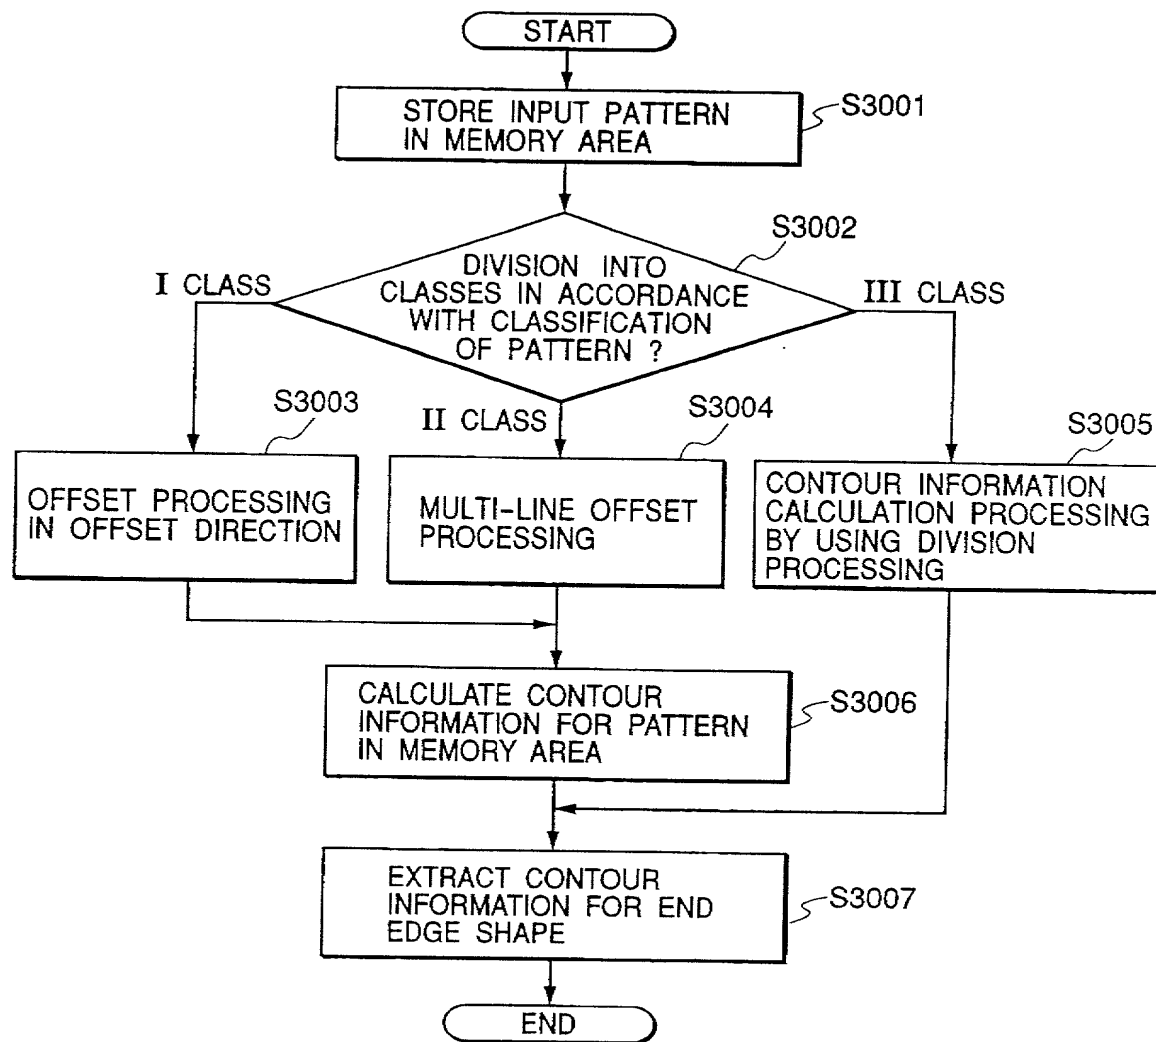 START
STORE INPUT PATTERN
IN MEMORY AREA
S3001
S3002
DIVISION INTO
CLASSES IN ACCORDANCE
WITH CLASSIFICATION
OF PATTERN ?
I CLASS
III CLASS
II CLASS
S3003
OFFSET PROCESSING
IN OFFSET DIRECTION
S3004
MULTI-LINE OFFSET
PROCESSING
S3005
CONTOUR INFORMATION
CALCULATION PROCESSING
BY USING DIVISION
PROCESSING
CALCULATE CONTOUR
INFORMATION FOR PATTERN
IN MEMORY AREA
S3006
EXTRACT CONTOUR
INFORMATION FOR END
EDGE SHAPE
S3007
END